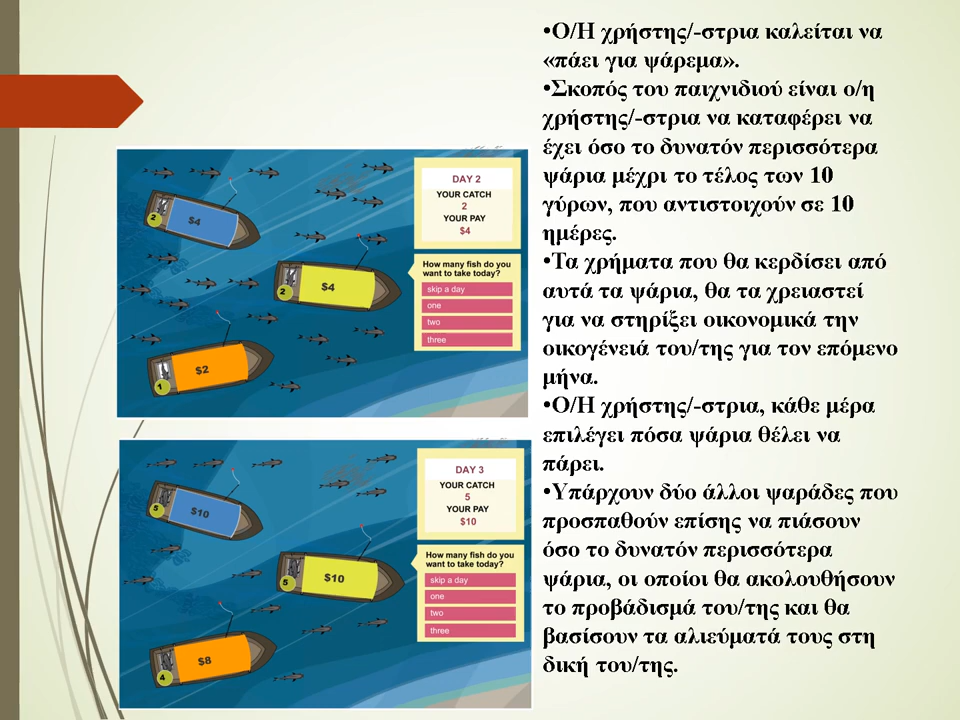 •Ο/Η χρήστης/-στρια καλείται να
«πάει για ψάρεμα».
•Σκοπός του παιχνιδιού είναι ο/η
χρήστης/-στρια να καταφέρει να
έχει όσο το δυνατόν περισσότερα
ψάρια μέχρι το τέλος των 10
γύρων, που αντιστοιχούν σε 10
ημέρες.
•Τα χρήματα που θα κερδίσει από
αυτά τα ψάρια, θα τα χρειαστεί
για να στηρίξει οικονομικά την
οικογένειά του/της για τον επόμενο
μήνα.
•Ο/Η χρήστης/-στρια, κάθε μέρα
επιλέγει πόσα ψάρια θέλει να
πάρει.
•Υπάρχουν δύο άλλοι ψαράδες που
προσπαθούν επίσης να πιάσουν
όσο το δυνατόν περισσότερα
ψάρια, οι οποίοι θα ακολουθήσουν
το προβάδισμά του/της και θα
βασίσουν τα αλιεύματά τους στη
δική του/της.
DAY 2
YOUR CATCH
2
YOUR PAY
$4
How many fish do you
want to take today?
skip a day
one
two
three
2
$4
2
$4
1
$2
DAY 3
YOUR CATCH
5
YOUR PAY
$10
How many fish do you
want to take today?
skip a day
one
two
three
5
$10
5
$10
4
$8